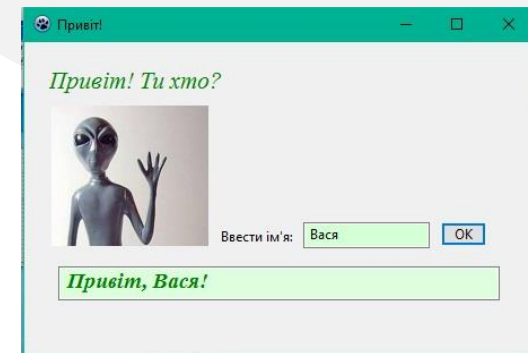 Привіт!
Привіт! Ти хто?
Ввести ім'я: Вася OK
Привіт, Вася!